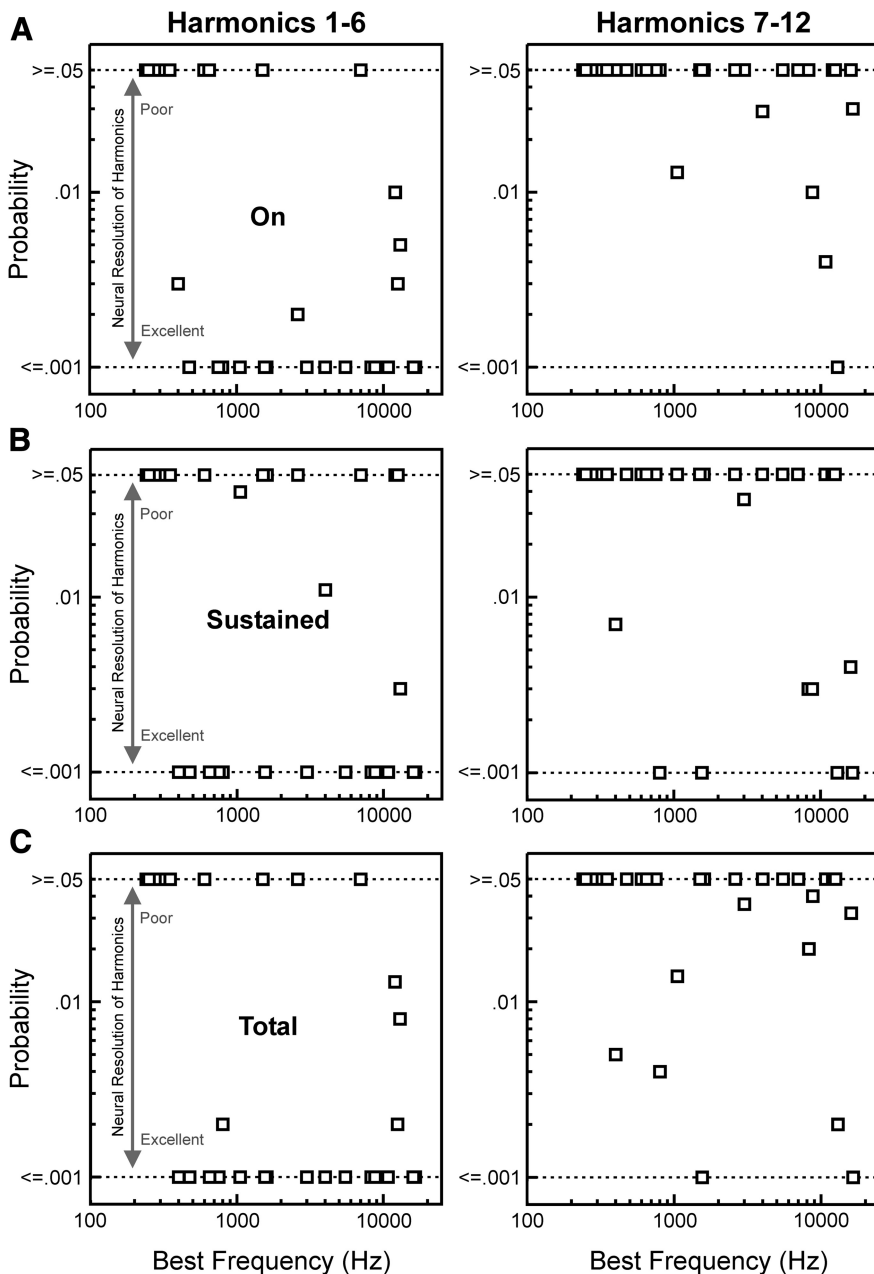 Harmonics 1-6 Harmonics 7-12
A
>=.05 >=.05
Poor
Neural Resolution of Harmonics
Probability
.01 .01
On
Excellent
<=.001 <=.001
100 1000 10000 100 1000 10000
B
>=.05 >=.05
Poor
Neural Resolution of Harmonics
Probability
.01 .01
Sustained
Excellent
<=.001 <=.001
100 1000 10000 100 1000 10000
C
>=.05 >=.05
Poor
Neural Resolution of Harmonics
Probability
.01 .01
Total
Excellent
<=.001 <=.001
100 1000 10000 100 1000 10000
Best Frequency (Hz) Best Frequency (Hz)